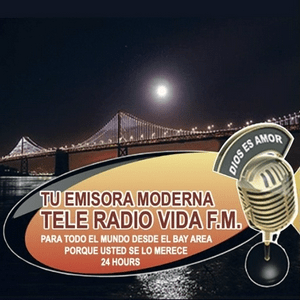 DIOS ES AMOR
TU EMISORA MODERNA
TELE RADIO VIDA F.M.
PARA TODO EL MUNDO DESDE EL BAY AREA
PORQUE USTED SE LO MERECE
24 HOURS